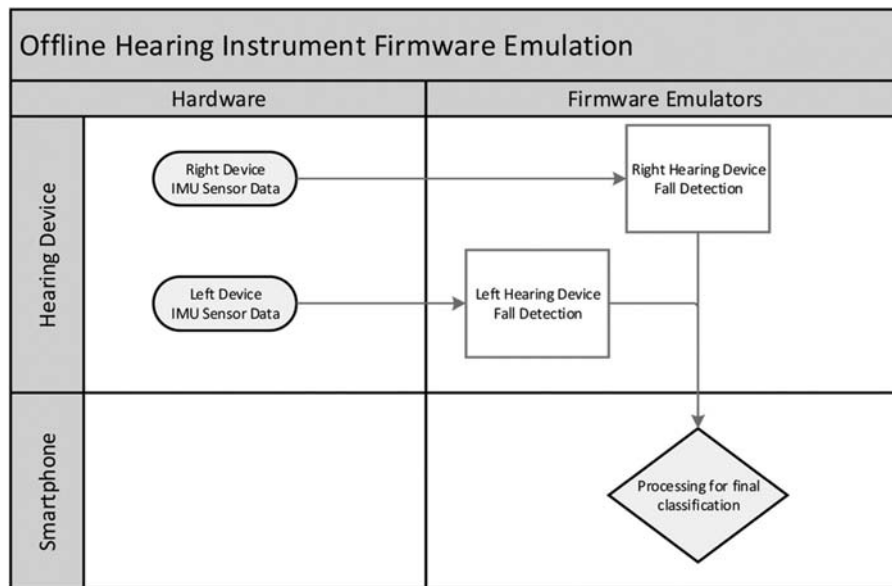 Offline Hearing Instrument Firmware Emulation
Hardware
Firmware Emulators
Hearing Device
Right Device
IMU Sensor Data
Right Hearing Device
Fall Detection
Left Device
IMU Sensor Data
Left Hearing Device
Fall Detection
Smartphone
Processing for final
classification